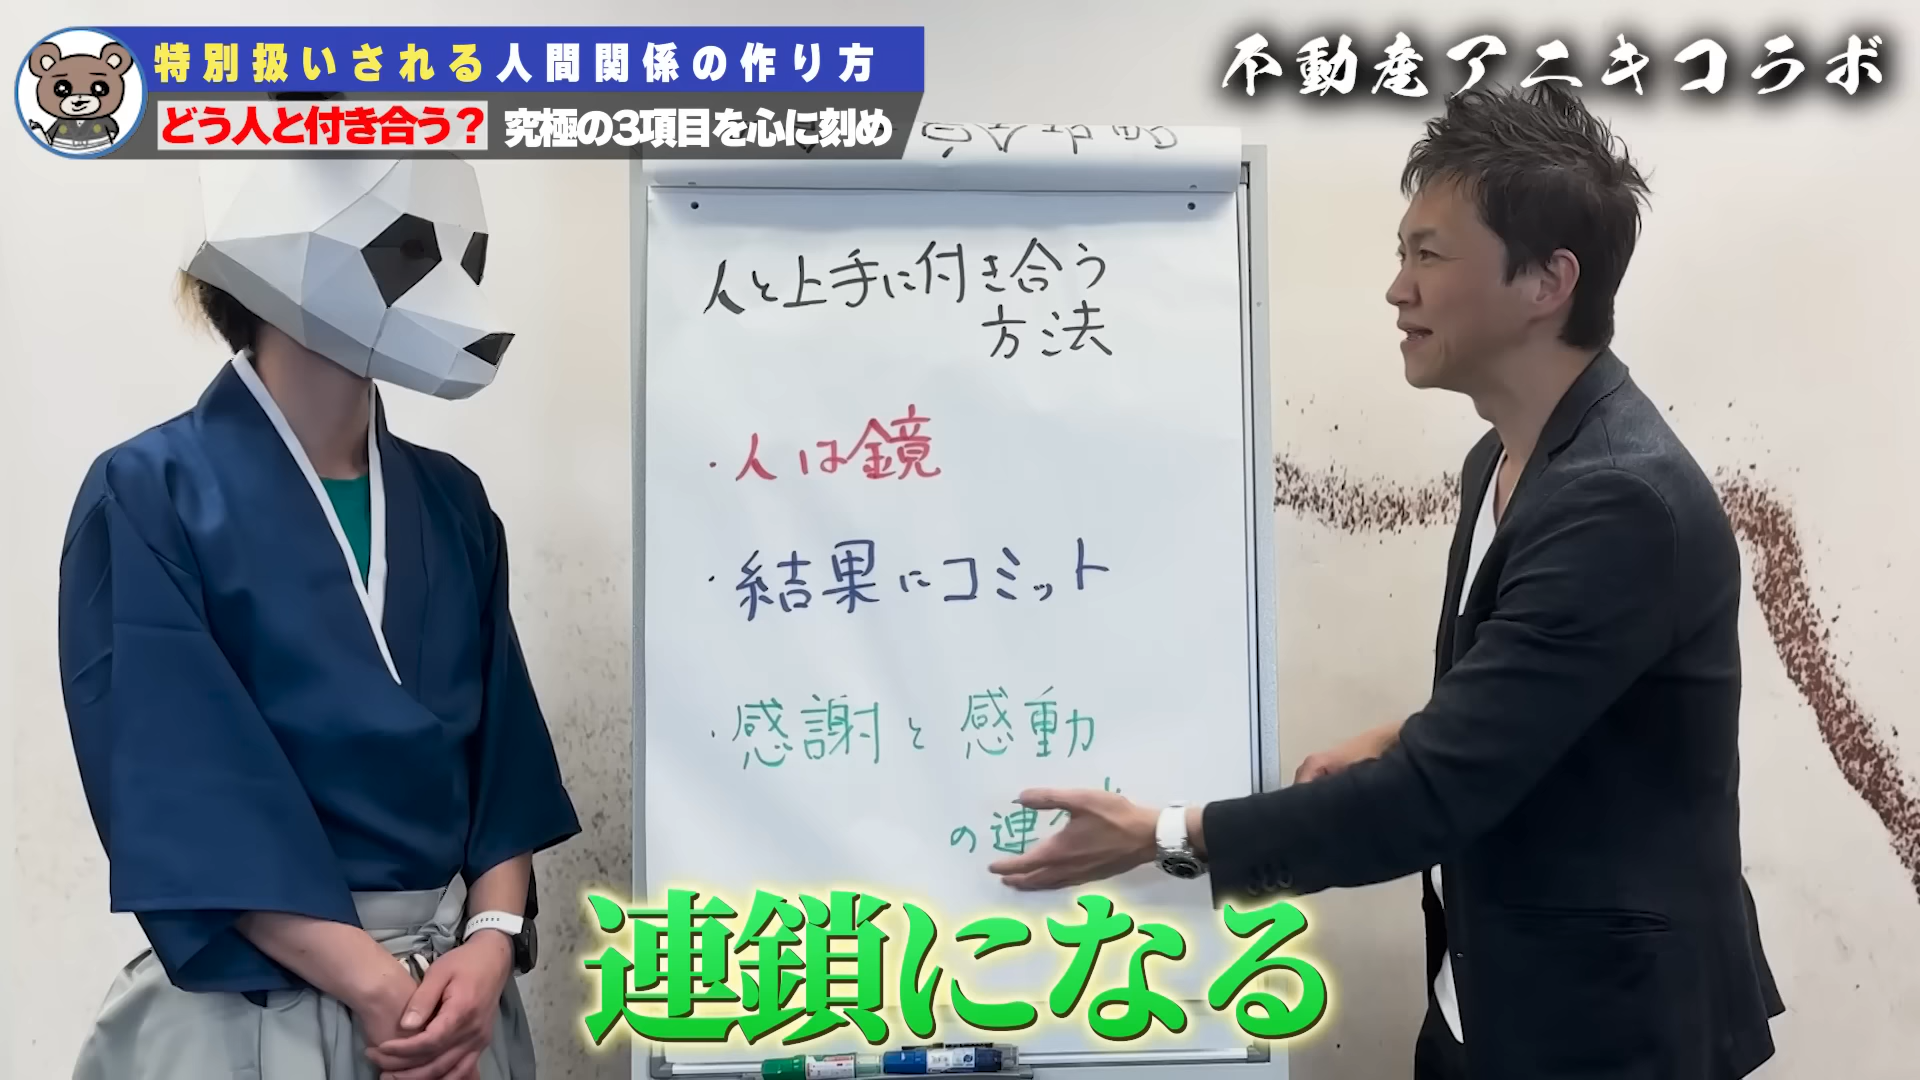 特別扱いされる人間関係の作り方
どう人と付き合う？ 究極の3項目を心に刻め
不動産アニキコラボ
人と上手に付き合う
方法
・人は鏡
・結果にコミット
・感謝と感動
の連
連鎖になる